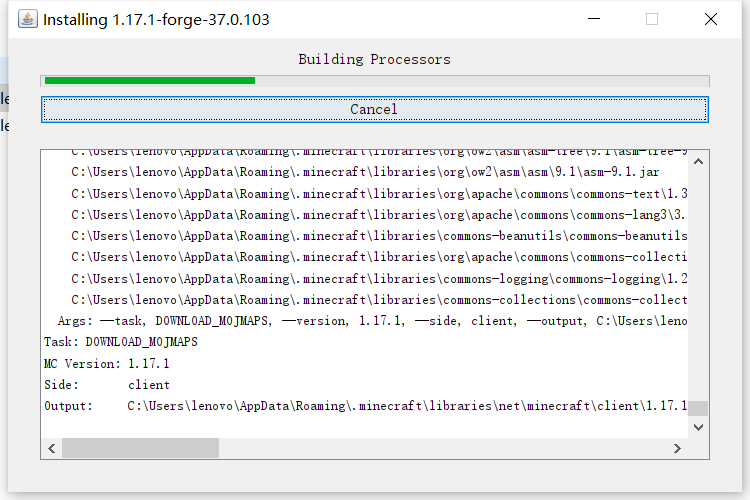 Installing 1.17.1-forge-37.0.103
le
le
Building Processors
Cancel
C:\Users\lenovo\AppData\Roaming\.minecraft\libraries\org\ow2\asm\asm-tree\9.1\asm-tree-9
C:\Users\lenovo\AppData\Roaming\.minecraft\libraries\org\ow2\asm\asm\9.1\asm-9.1.jar
C:\Users\lenovo\AppData\Roaming\.minecraft\libraries\org\apache\commons\commons-text\1.3
C:\Users\lenovo\AppData\Roaming\.minecraft\libraries\org\apache\commons\commons-lang3\3.
C:\Users\lenovo\AppData\Roaming\.minecraft\libraries\commons-beanutils\commons-beanutils
C:\Users\lenovo\AppData\Roaming\.minecraft\libraries\org\apache\commons\commons-collecti
C:\Users\lenovo\AppData\Roaming\.minecraft\libraries\commons-logging\commons-logging\1.2
C:\Users\lenovo\AppData\Roaming\.minecraft\libraries\commons-collections\commons-collect
Args: --task, DOWNLOAD_MOJMAPS, --version, 1.17.1, --side, client, --output, C:\Users\leno
Task: DOWNLOAD_MOJMAPS
MC Version: 1.17.1
Side: client
Output: C:\Users\lenovo\AppData\Roaming\.minecraft\libraries\net\minecraft\client\1.17.1